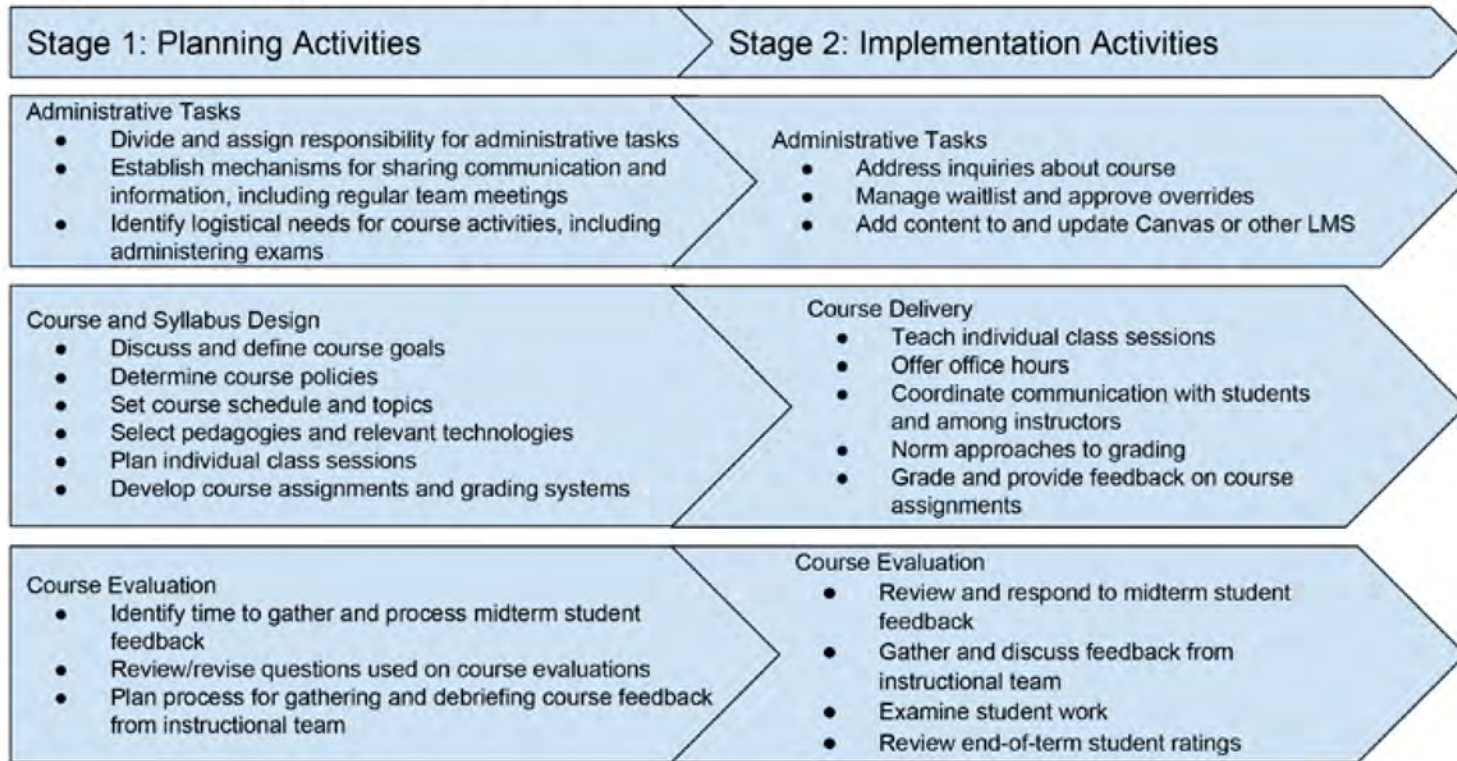 Stage 1: Planning Activities
Stage 2: Implementation Activities
Administrative Tasks
● Divide and assign responsibility for administrative tasks
● Establish mechanisms for sharing communication and
information, including regular team meetings
● Identify logistical needs for course activities, including
administering exams
Administrative Tasks
● Address inquiries about course
● Manage waitlist and approve overrides
● Add content to and update Canvas or other LMS
Course and Syllabus Design
● Discuss and define course goals
● Determine course policies
● Set course schedule and topics
● Select pedagogies and relevant technologies
● Plan individual class sessions
● Develop course assignments and grading systems
Course Delivery
● Teach individual class sessions
● Offer office hours
● Coordinate communication with students
and among instructors
● Norm approaches to grading
● Grade and provide feedback on course
assignments
Course Evaluation
● Identify time to gather and process midterm student
feedback
● Review/revise questions used on course evaluations
● Plan process for gathering and debriefing course feedback
from instructional team
Course Evaluation
● Review and respond to midterm student
feedback
● Gather and discuss feedback from
instructional team
● Examine student work
● Review end-of-term student ratings